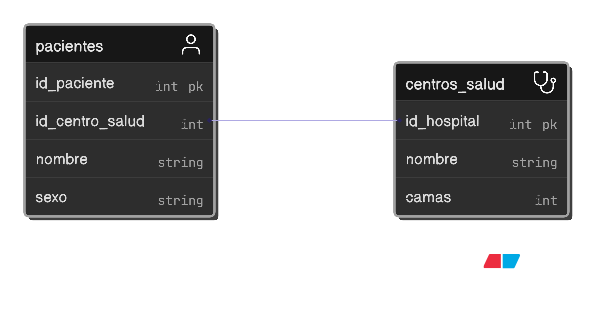 pacientes
id_paciente int pk
id_centro_salud int
nombre string
sexo string
centros_salud
id_hospital int pk
nombre string
camas int